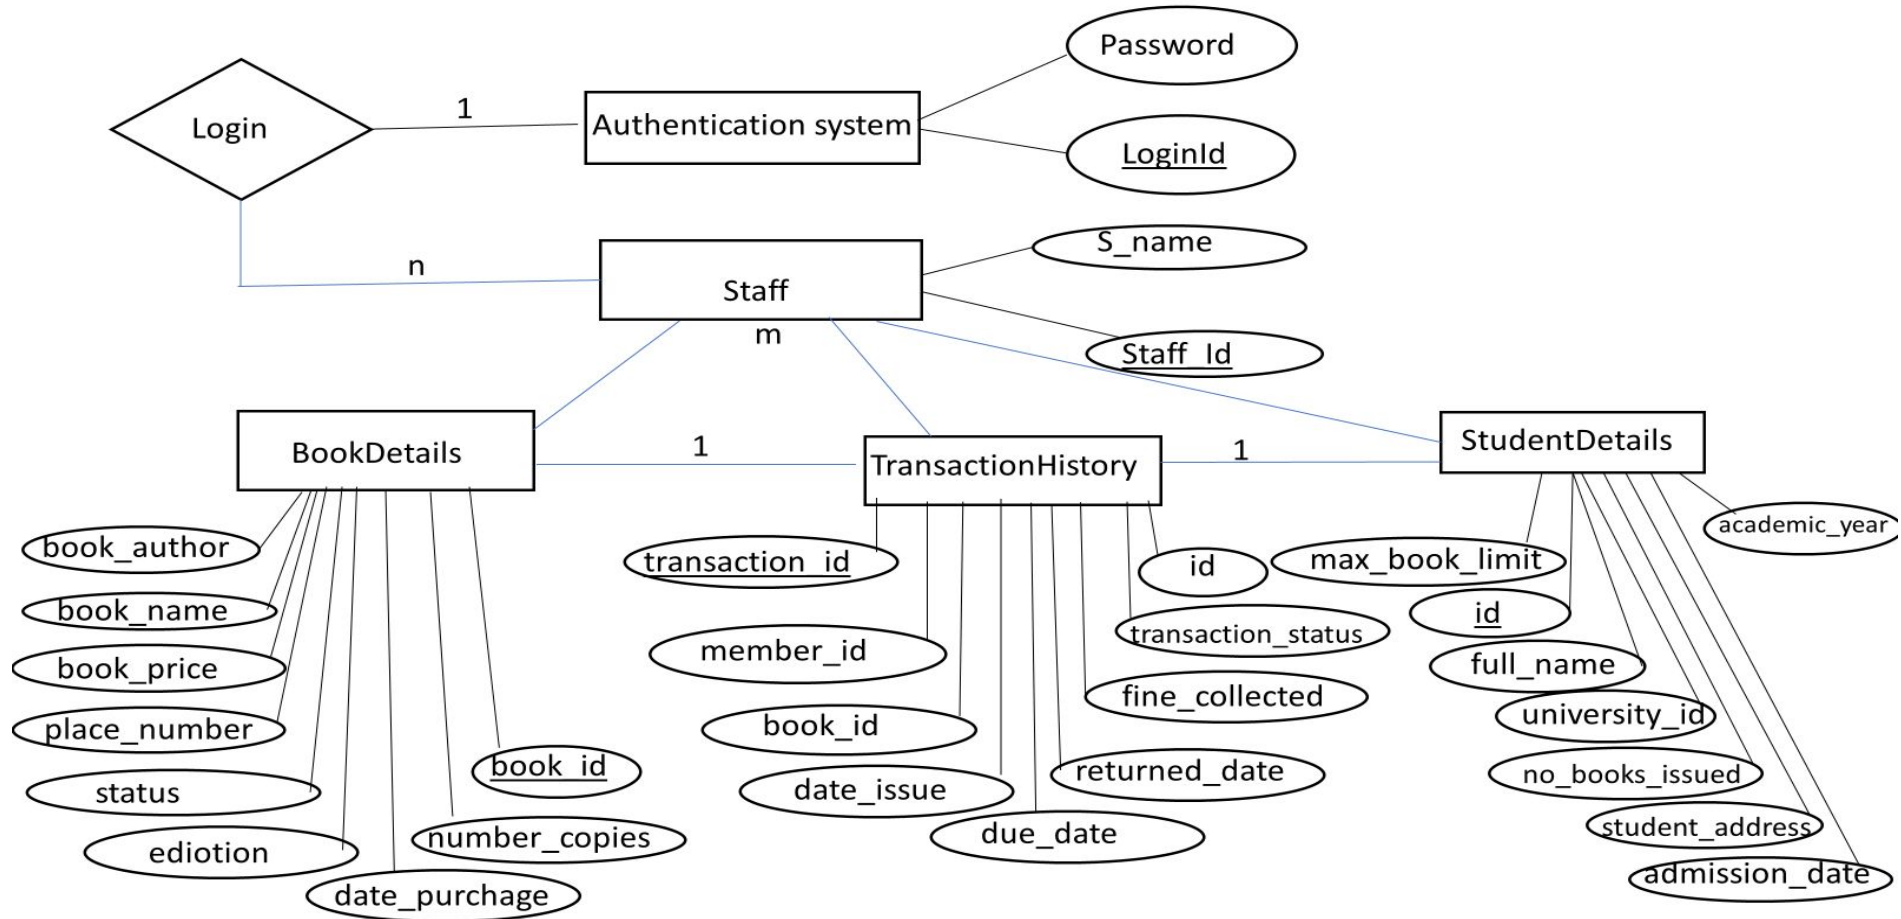 Password
Login
1
Authentication system
LoginId
S_name
n
Staff
m
Staff_Id
BookDetails
1
TransactionHistory
1
StudentDetails
book_author
book_name
book_price
place_number
status
ediotion
date_purchage
number_copies
book_id
transaction_id
member_id
book_id
date_issue
due_date
returned_date
fine_collected
transaction_status
id
max_book_limit
id
full_name
university_id
no_books_issued
student_address
admission_date
academic_year